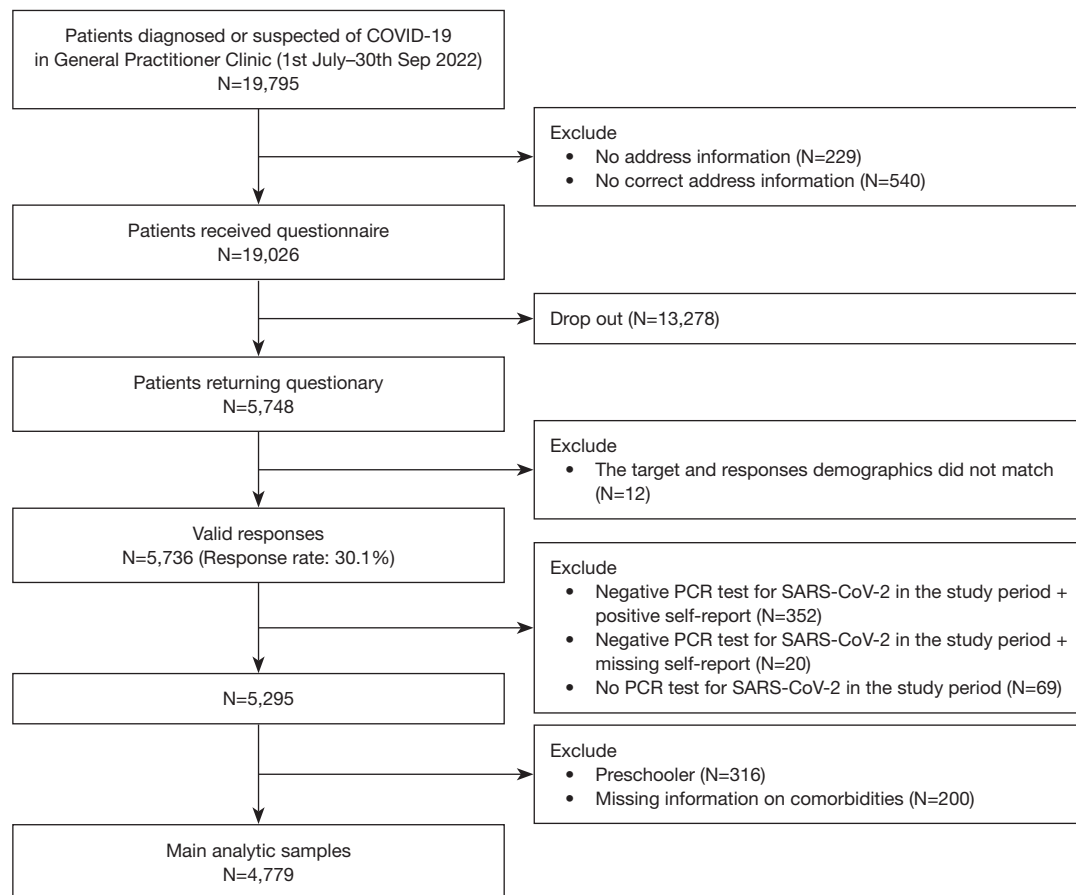 Patients diagnosed or suspected of COVID-19
in General Practitioner Clinic (1st July–30th Sep 2022)
N=19,795
Exclude
• No address information (N=229)
• No correct address information (N=540)
Patients received questionnaire
N=19,026
Drop out (N=13,278)
Patients returning questionary
N=5,748
Exclude
• The target and responses demographics did not match
(N=12)
Valid responses
N=5,736 (Response rate: 30.1%)
Exclude
• Negative PCR test for SARS-CoV-2 in the study period +
positive self-report (N=352)
• Negative PCR test for SARS-CoV-2 in the study period +
missing self-report (N=20)
• No PCR test for SARS-CoV-2 in the study period (N=69)
N=5,295
Exclude
• Preschooler (N=316)
• Missing information on comorbidities (N=200)
Main analytic samples
N=4,779